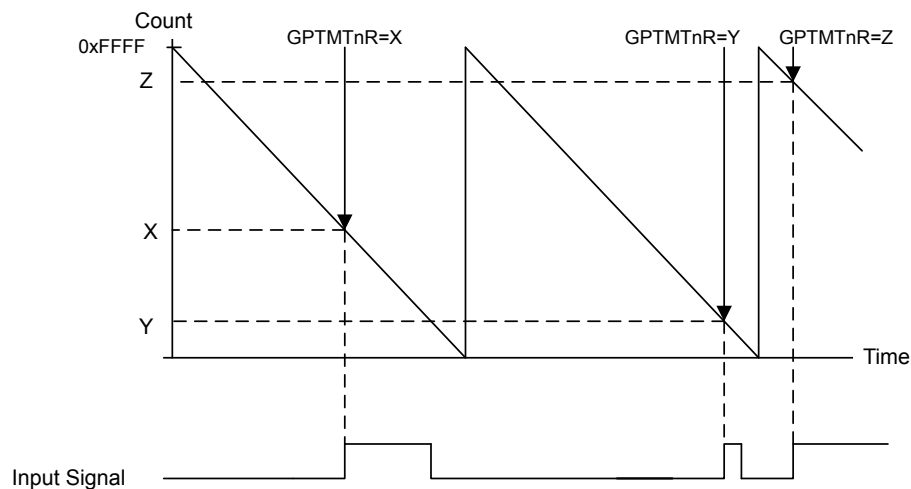 Count
0xFFFF
GPTMTnR=X
GPTMTnR=Y
GPTMTnR=Z
Z
X
Y
Time
Input Signal